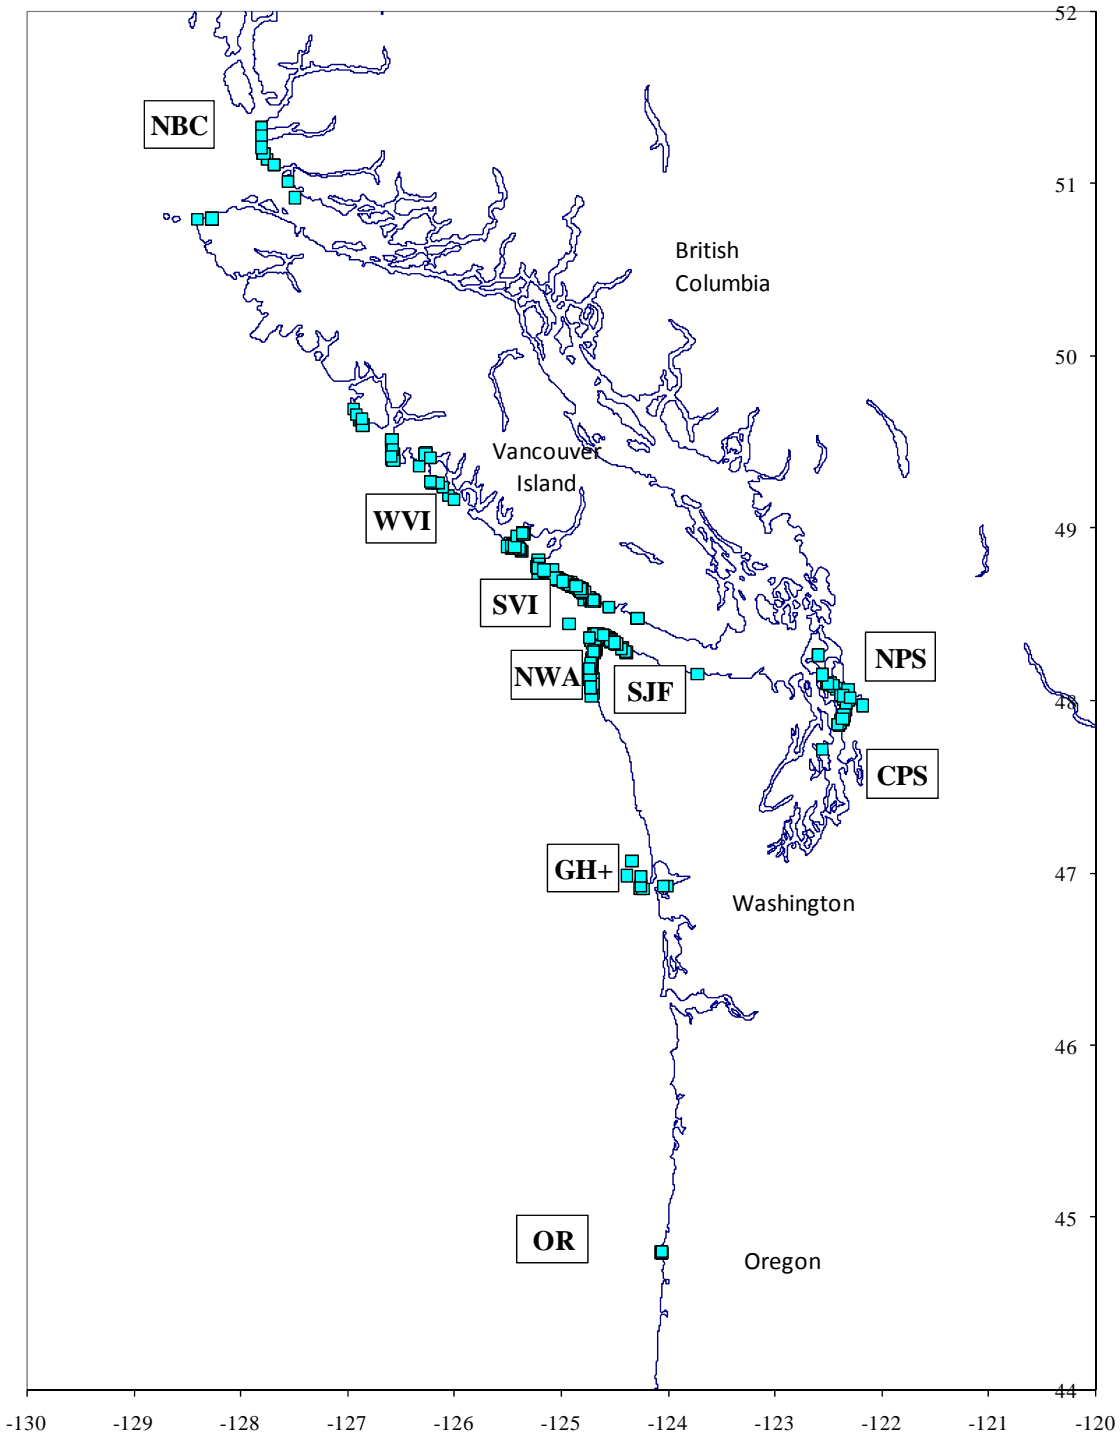 52
NBC
51
British
Columbia
50
Vancouver
Island
WVI
49
SVI
NPS
NWA
SJF
48
CPS
47
GH+
Washington
46
45
OR
Oregon
44
-130 -129 -128 -127 -126 -125 -124 -123 -122 -121 -120